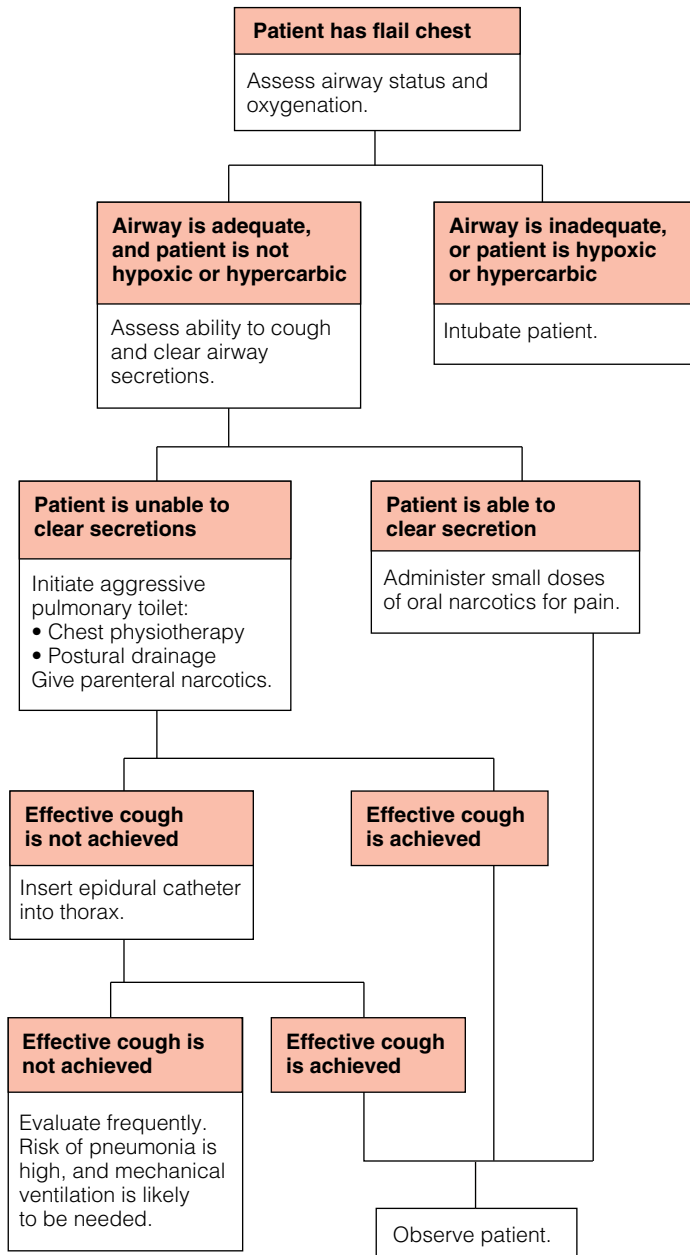 Patient has flail chest
Assess airway status and
oxygenation.
Airway is adequate,
and patient is not
hypoxic or hypercarbic
Assess ability to cough
and clear airway
secretions.
Airway is inadequate,
or patient is hypoxic
or hypercarbic
Intubate patient.
Patient is unable to
clear secretions
Initiate aggressive
pulmonary toilet:
• Chest physiotherapy
• Postural drainage
Give parenteral narcotics.
Patient is able to
clear secretion
Administer small doses
of oral narcotics for pain.
Effective cough
is not achieved
Insert epidural catheter
into thorax.
Effective cough
is achieved
Effective cough is
not achieved
Evaluate frequently.
Risk of pneumonia is
high, and mechanical
ventilation is likely
to be needed.
Effective cough
is achieved
Observe patient.